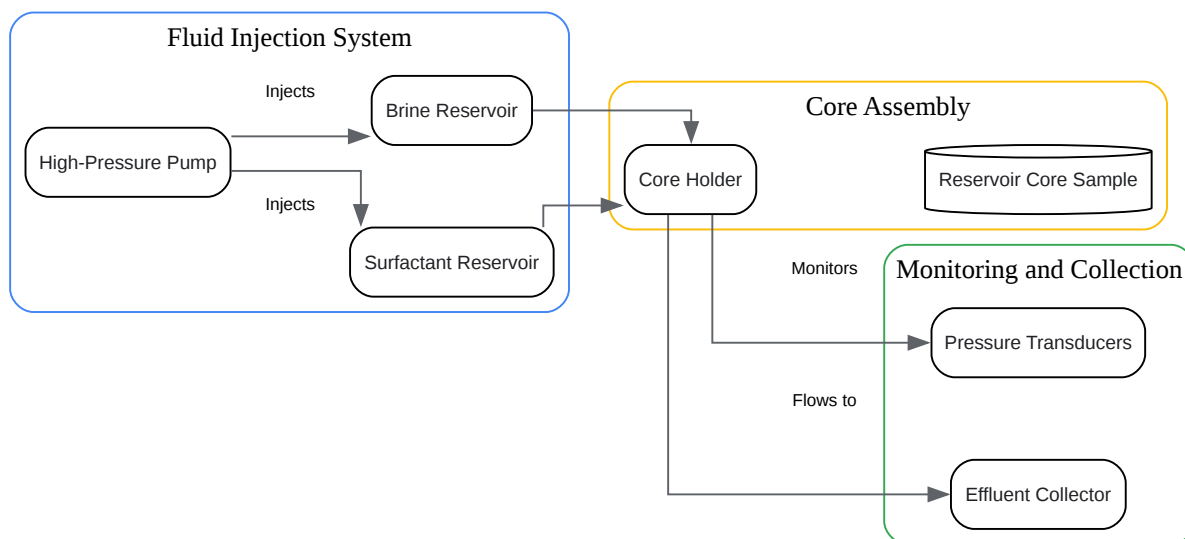 Fluid Injection System
Injects
Brine Reservoir
High-Pressure Pump
Injects
Surfactant Reservoir
Core Assembly
Core Holder
Reservoir Core Sample
Monitors
Monitoring and Collection
Pressure Transducers
Flows to
Effluent Collector